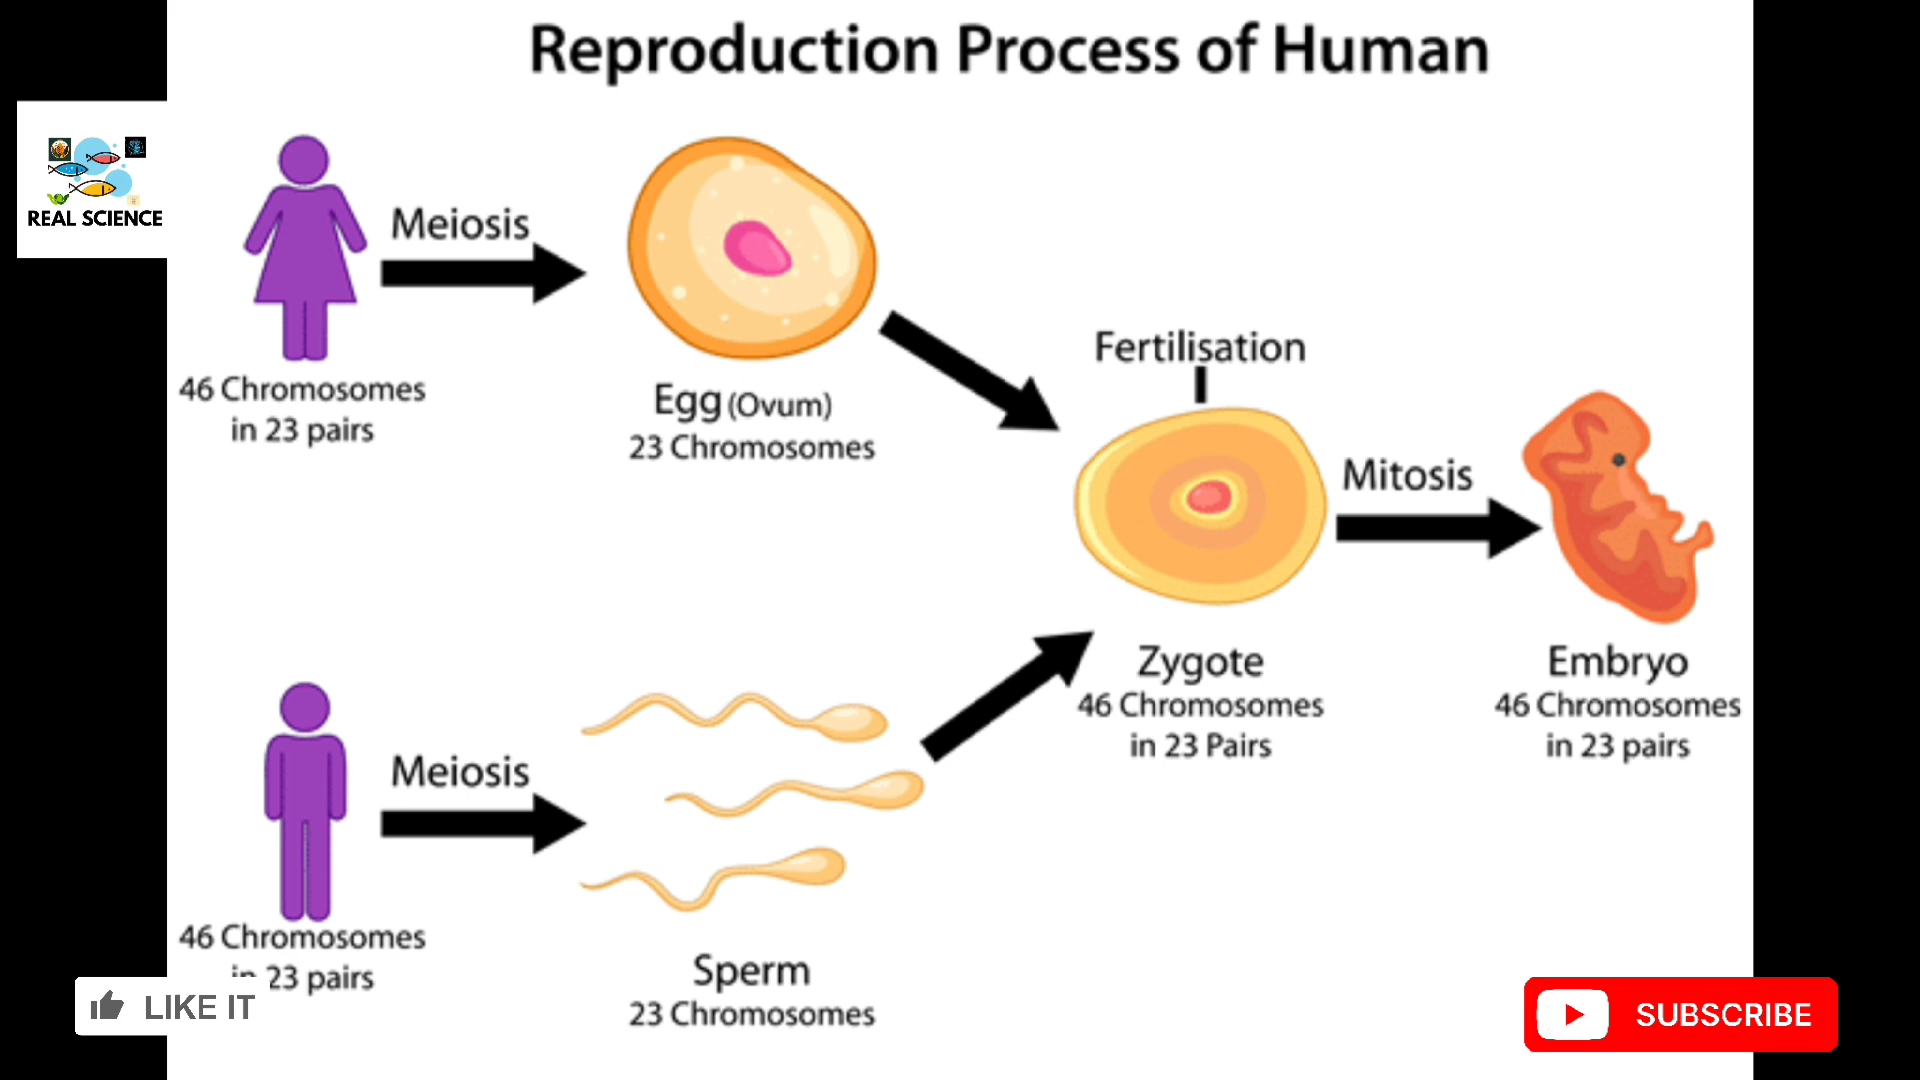 Reproduction Process of Human
REAL SCIENCE
Meiosis
46 Chromosomes
in 23 pairs
Egg (Ovum)
23 Chromosomes
Fertilisation
Mitosis
Zygote
46 Chromosomes
in 23 Pairs
Embryo
46 Chromosomes
in 23 pairs
Meiosis
46 Chromosomes
in 23 pairs
Sperm
23 Chromosomes
LIKE IT
SUBSCRIBE